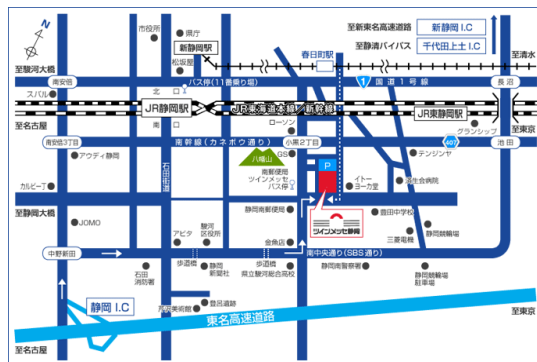 N
市役所
県庁
新静岡駅
松坂屋
春日町駅
至新東名高速道路
新静岡 I.C
至静清バイパス
千代田上土 I.C
至清水
至駿河大橋
南安倍
スバル
バス停(11番乗り場)
北 口
1
国道1号線
長沼
JR静岡駅
JR東海道本線/新幹線
JR東静岡駅
グランシップ
至名古屋
南 口
ローソン
至東京
南安倍3丁目
南幹線(カネボウ通り)
小黒2丁目
407
池田
アウディ静岡
石田街道
八幡山
GS
P
テンジンヤ
南郵便局
ツインメッセ
バス停
イトー
ヨーカ堂
済生会病院
カルビー丁
至静岡大橋
静岡南郵便局
豊田中学校
JOMO
アピタ
駿河
区役所
金魚店
ツインメッセ静岡
三菱電機
静岡競輪場
中野新田
南中央通り(SBS通り)
石田
消防署
歩道橋
静岡
新聞社
歩道橋
県立駿河総合高校
静岡南警察署
静岡競輪場
駐車場
静岡 I.C
芹沢美術館
登呂遺跡
東名高速道路
至東京
至名古屋